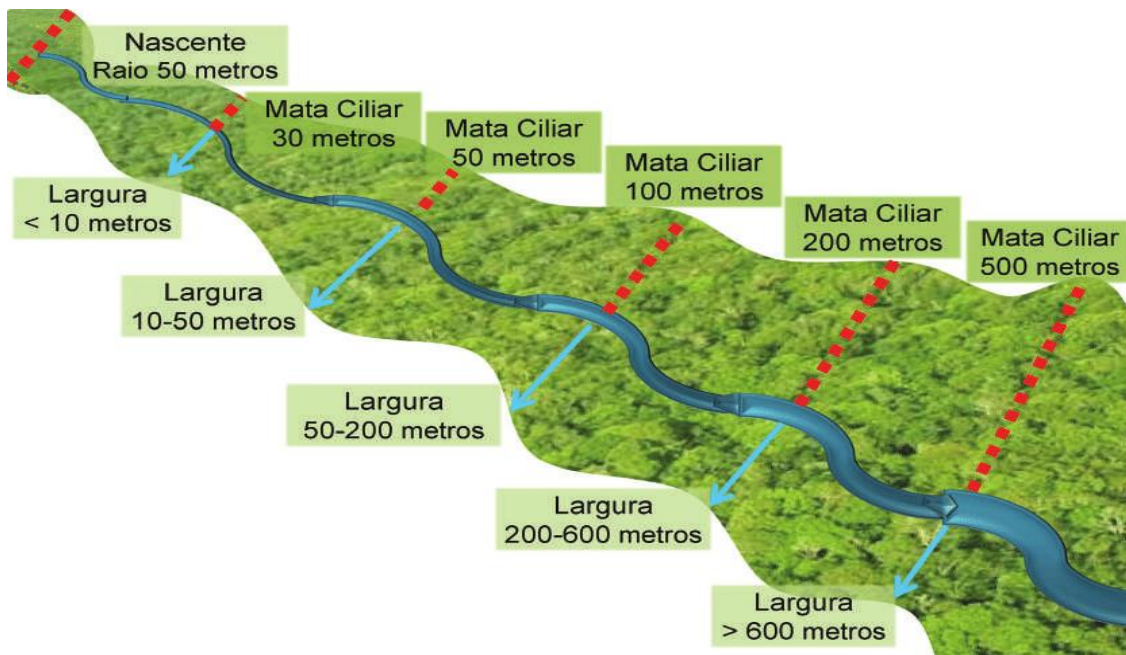 Nascente
Raio 50 metros
Mata Ciliar
30 metros
Mata Ciliar
50 metros
Mata Ciliar
100 metros
Mata Ciliar
200 metros
Mata Ciliar
500 metros
Largura
< 10 metros
Largura
10-50 metros
Largura
50-200 metros
Largura
200-600 metros
Largura
> 600 metros